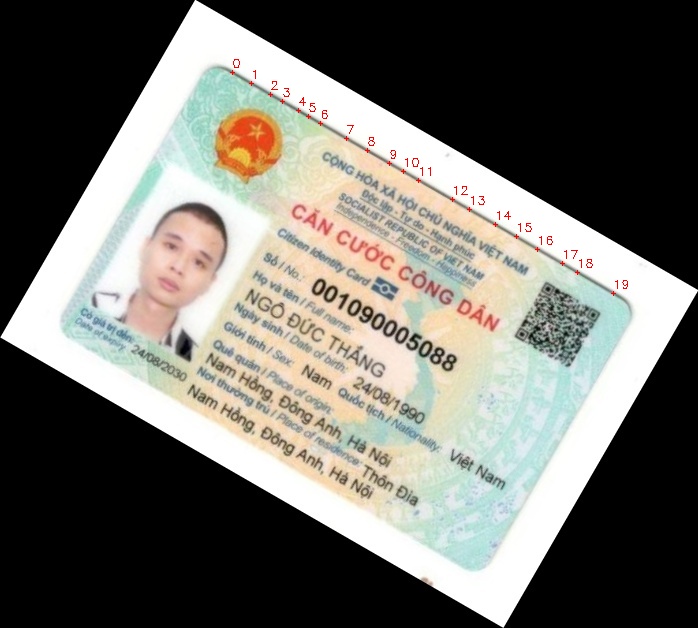 0 1 2 3 4 5 6 7 8 9 10 11 12 13 14 15 16 17 18 19
CỘNG HÒA XÃ HỘI CHỦ NGHĨA VIỆT NAM
Độc lập - Tự do - Hạnh phúc
SOCIALIST REPUBLIC OF VIET NAM
Independence - Freedom - Happiness
CĂN CƯỚC CÔNG DÂN
Citizen Identity Card
Số / No.: 001090005088
Họ và tên / Full name:
NGÔ ĐỨC THẮNG
Ngày sinh / Date of birth: 24/08/1990
Giới tính / Sex: Nam Quốc tịch / Nationality: Việt Nam
Quê quán / Place of origin:
Nam Hồng, Đông Anh, Hà Nội
Nơi thường trú / Place of residence: Thôn Đìa
Nam Hồng, Đông Anh, Hà Nội
Có giá trị đến: 24/08/2030
Date of expiry: